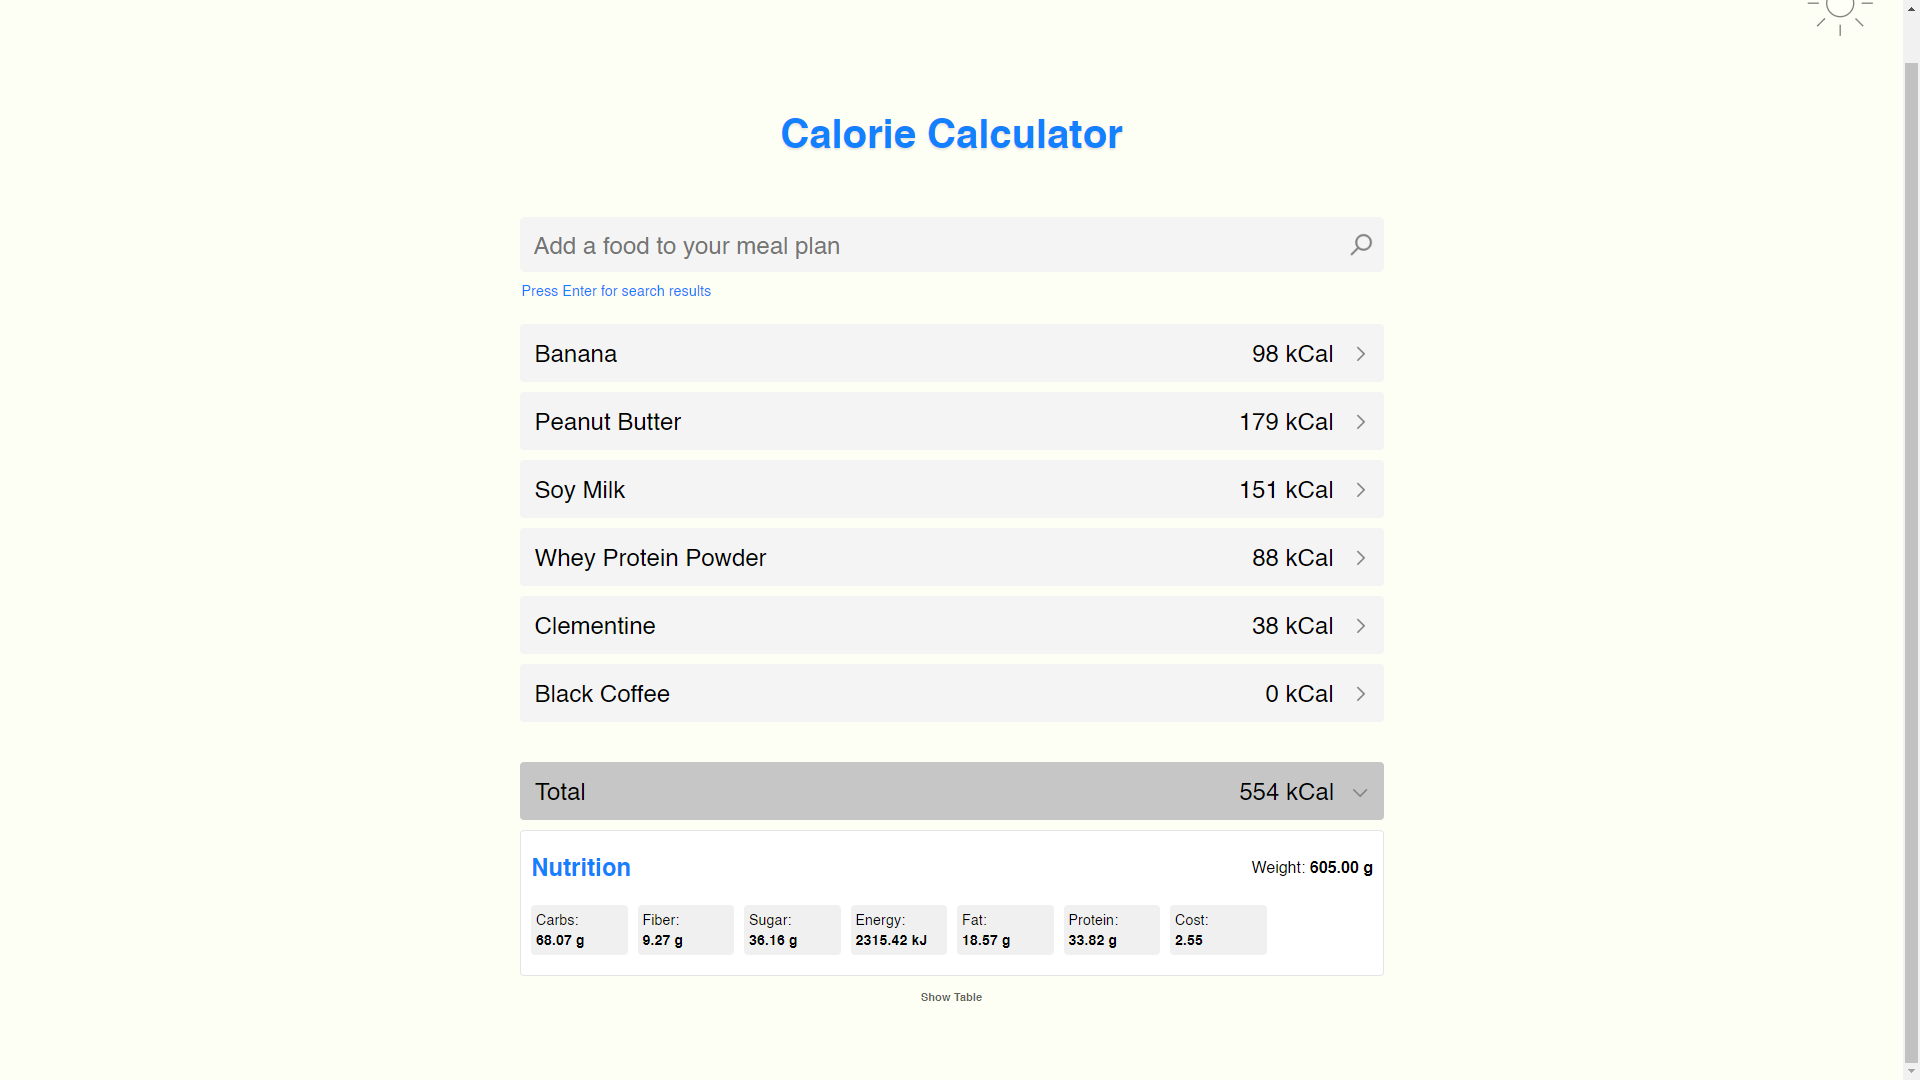 Calorie Calculator
Add a food to your meal plan
Press Enter for search results
Banana 98 kCal
Peanut Butter 179 kCal
Soy Milk 151 kCal
Whey Protein Powder 88 kCal
Clementine 38 kCal
Black Coffee 0 kCal
Total 554 kCal
Nutrition Weight: 605.00 g
Carbs: Fiber: Sugar: Energy: Fat: Protein: Cost:
68.07 g 9.27 g 36.16 g 2315.42 kJ 18.57 g 33.82 g 2.55
Show Table